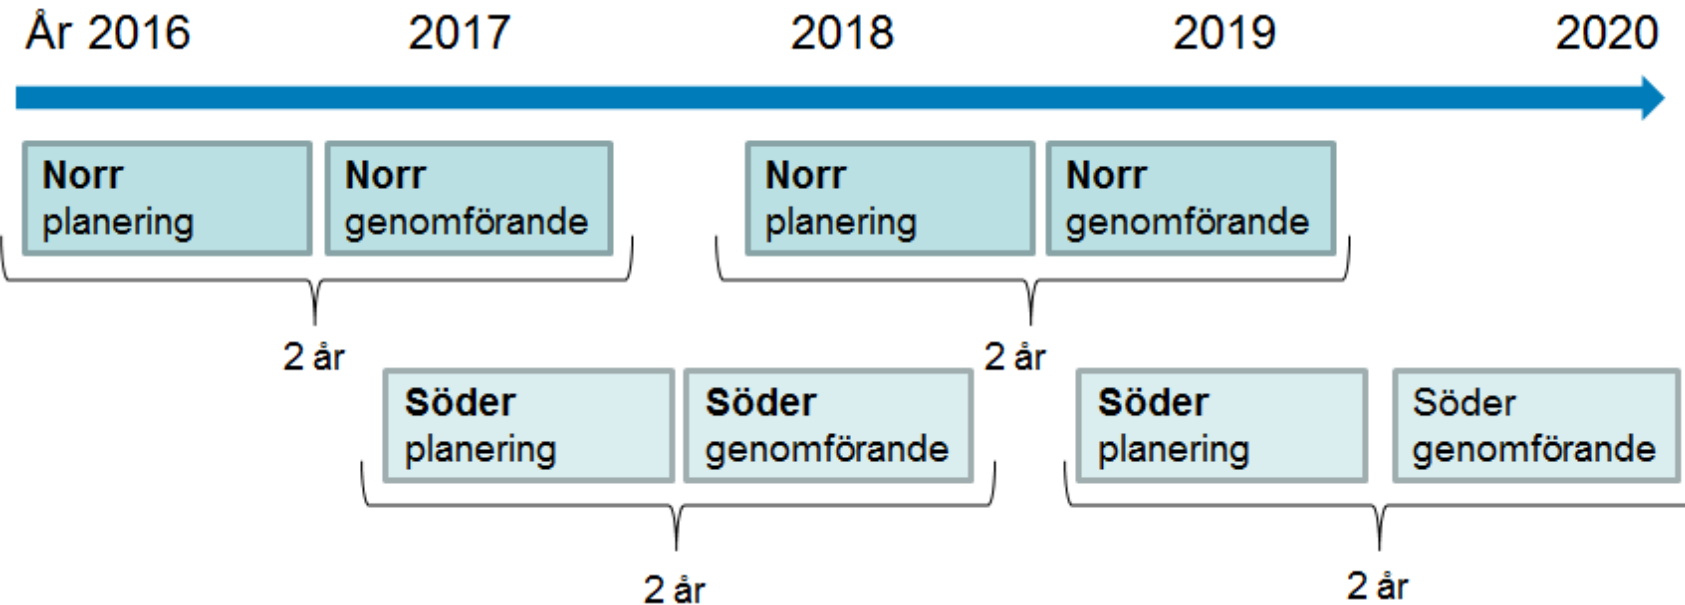 År 2016 2017 2018 2019 2020
Norr
planering
Norr
genomförande
Norr
planering
Norr
genomförande
2 år
2 år
Söder
planering
Söder
genomförande
Söder
planering
Söder
genomförande
2 år
2 år